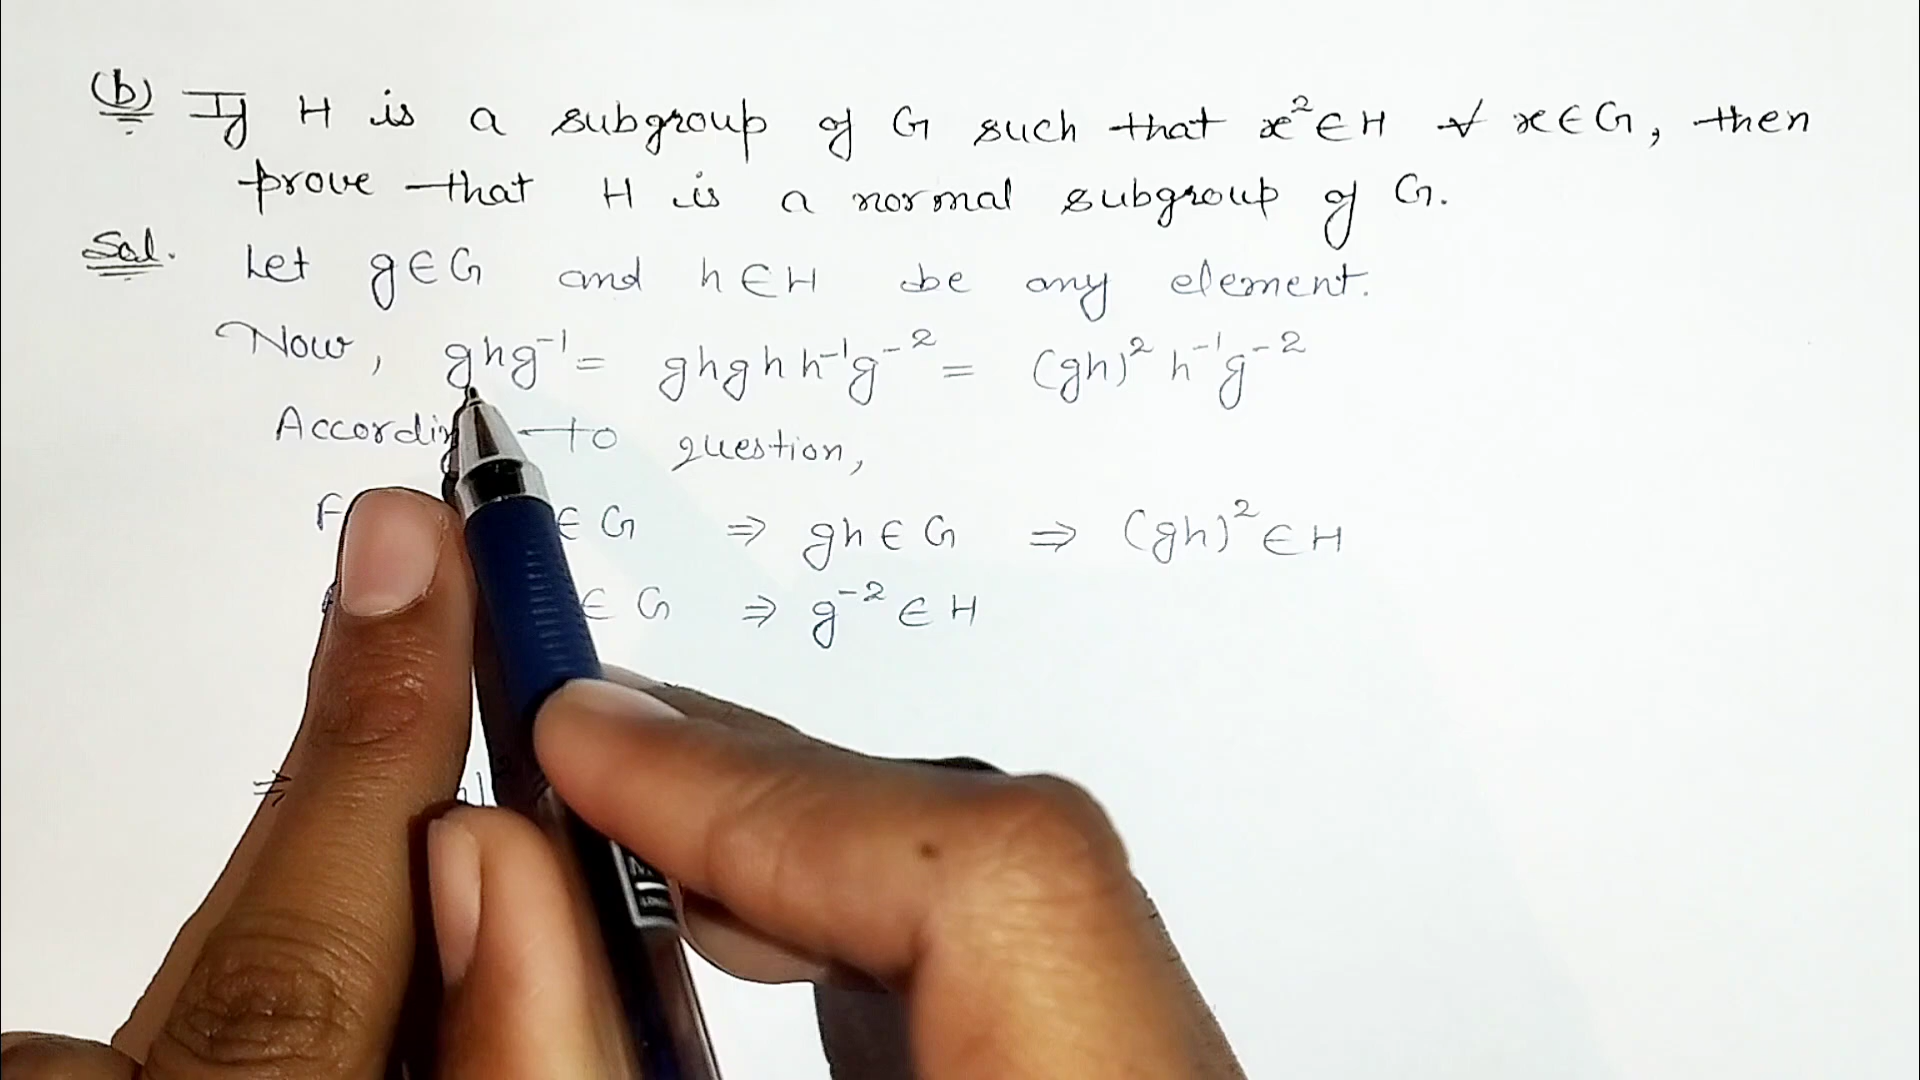 (b) If H is a subgroup of G such that x² ∈ H ∀ x ∈ G, then
prove that H is a normal subgroup of G.
Sol. Let g ∈ G and h ∈ H be any element.
Now, ghg⁻¹ = ghghh⁻¹g⁻² = (gh)²h⁻¹g⁻²
According to question,
∈ G ⇒ gh ∈ G ⇒ (gh)² ∈ H
∈ G ⇒ g⁻² ∈ H
⇒